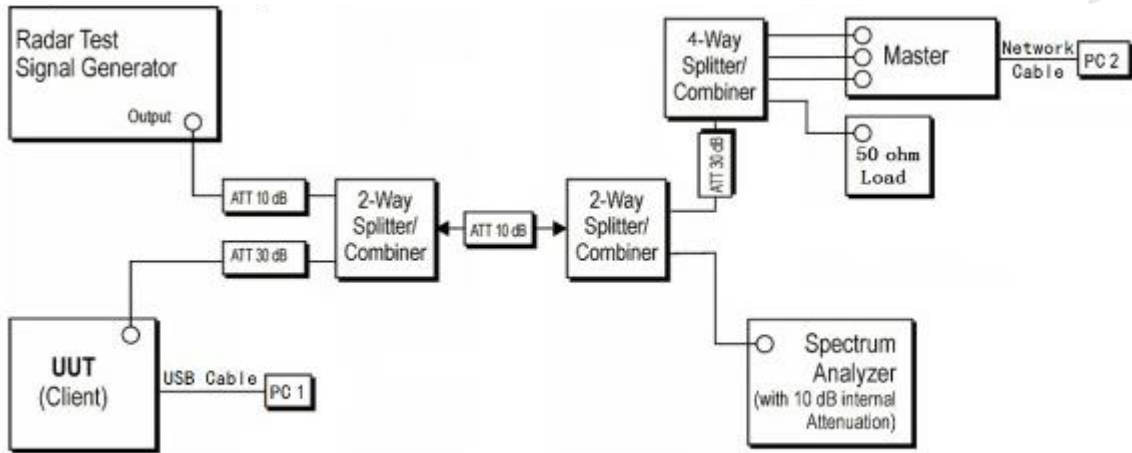 Radar Test
Signal Generator
Output
ATT 10 dB
2-Way
Splitter/
Combiner
ATT 30 dB
UUT
(Client)
USB Cable
PC 1
ATT 10 dB
2-Way
Splitter/
Combiner
ATT 30 dB
4-Way
Splitter/
Combiner
Master
Network
Cable
PC 2
50 ohm
Load
Spectrum
Analyzer
(with 10 dB internal
Attenuation)